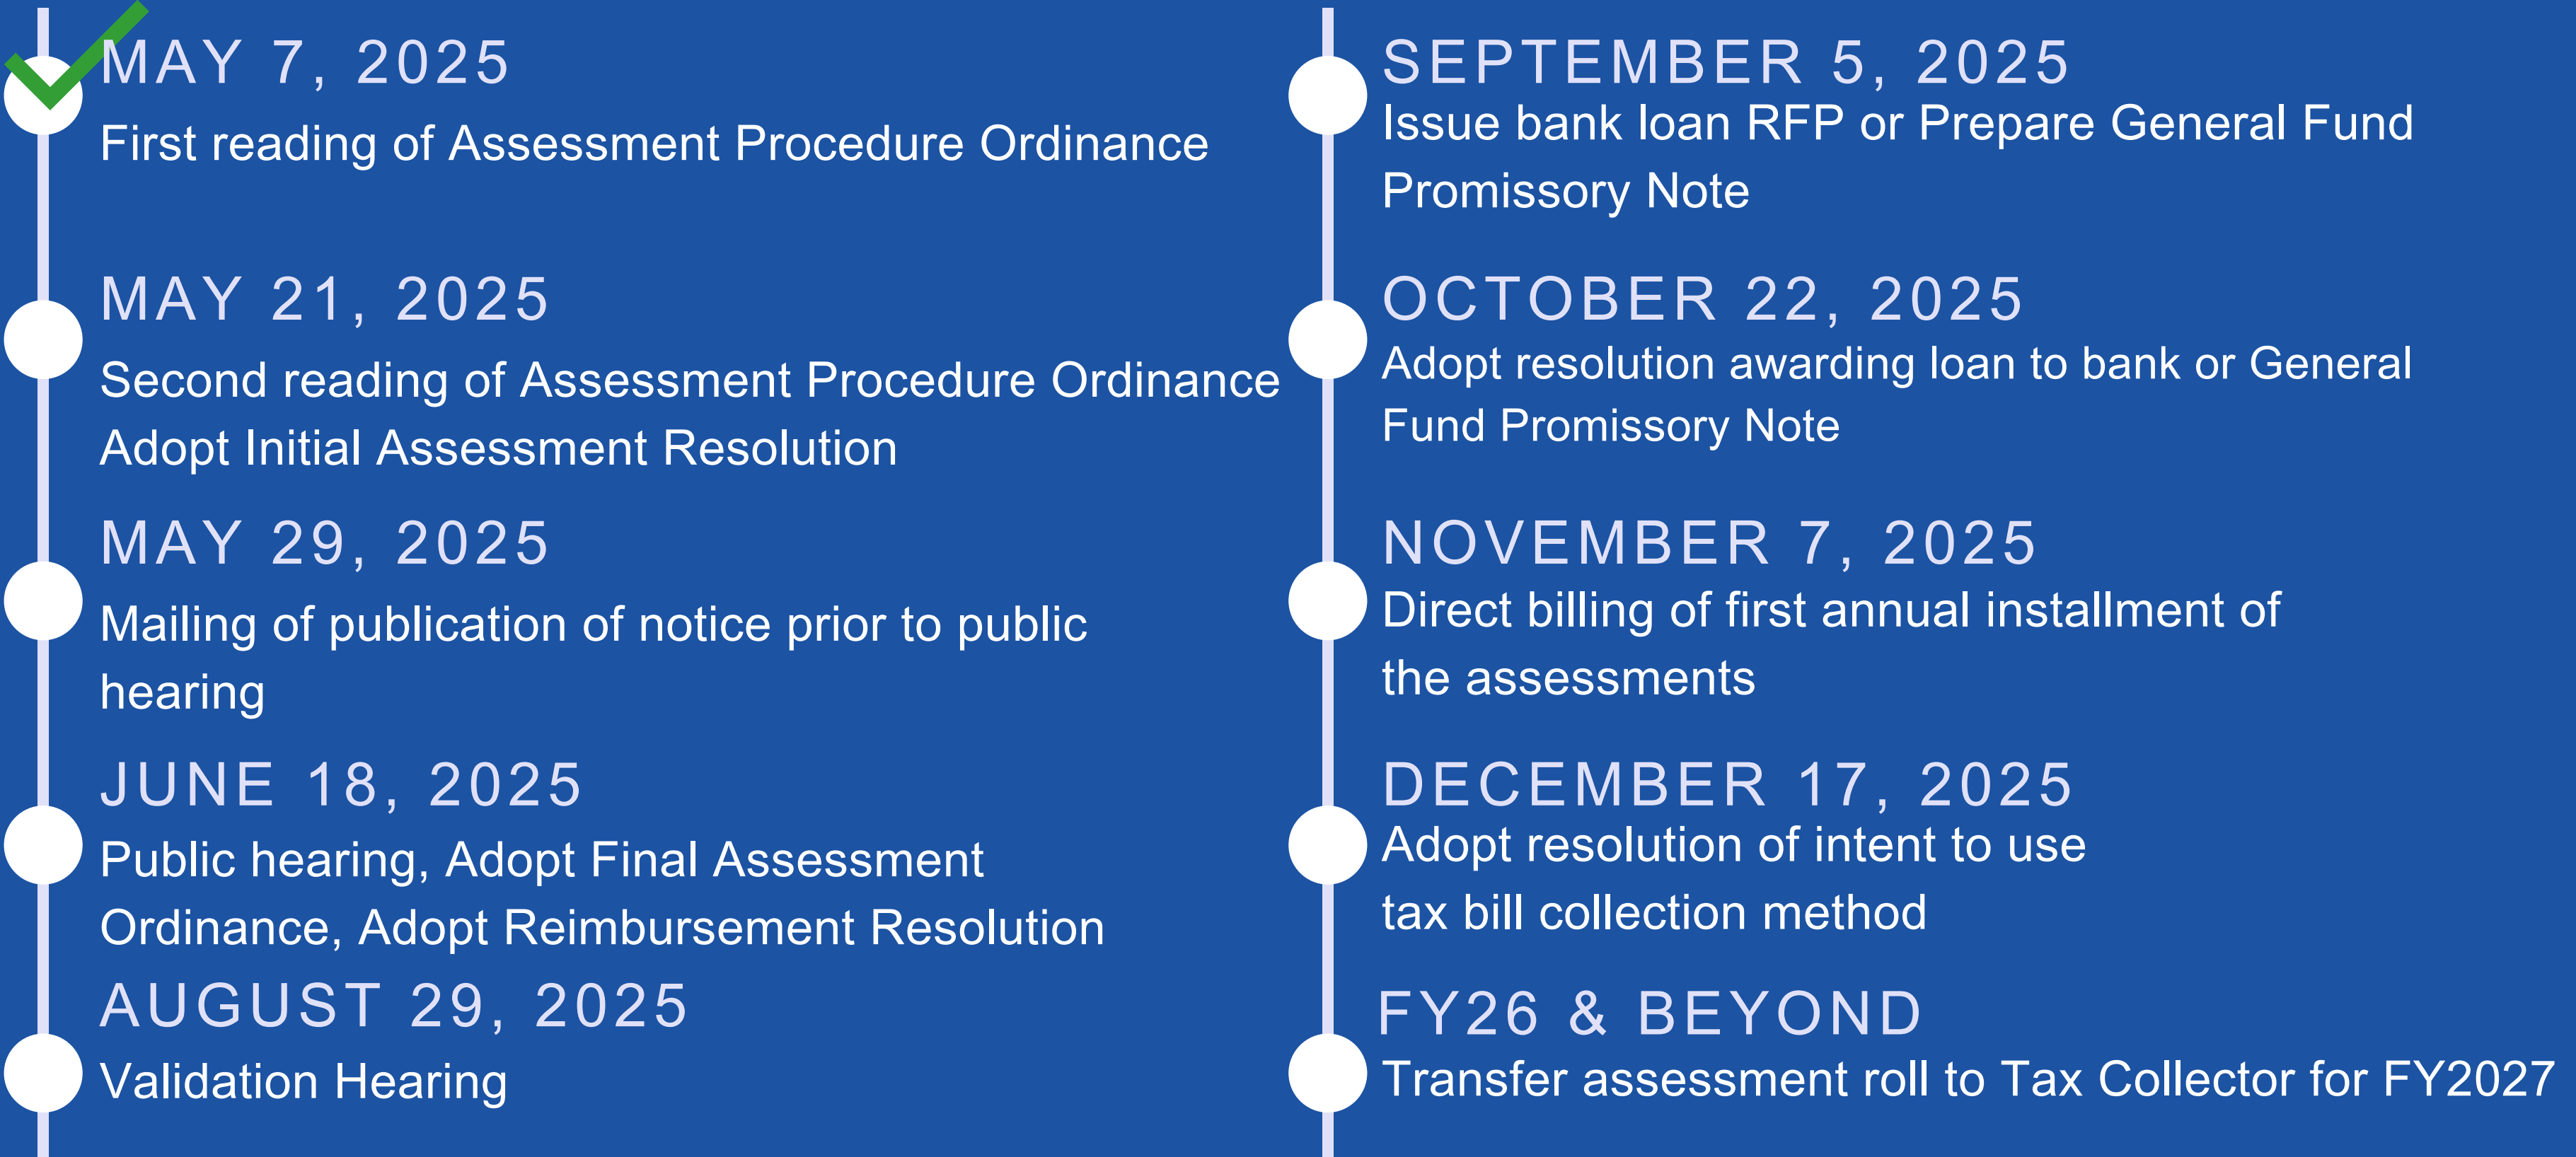 MAY 7, 2025
First reading of Assessment Procedure Ordinance
MAY 21, 2025
Second reading of Assessment Procedure Ordinance
Adopt Initial Assessment Resolution
MAY 29, 2025
Mailing of publication of notice prior to public
hearing
JUNE 18, 2025
Public hearing, Adopt Final Assessment
Ordinance, Adopt Reimbursement Resolution
AUGUST 29, 2025
Validation Hearing
SEPTEMBER 5, 2025
Issue bank loan RFP or Prepare General Fund
Promissory Note
OCTOBER 22, 2025
Adopt resolution awarding loan to bank or General
Fund Promissory Note
NOVEMBER 7, 2025
Direct billing of first annual installment of
the assessments
DECEMBER 17, 2025
Adopt resolution of intent to use
tax bill collection method
FY26 & BEYOND
Transfer assessment roll to Tax Collector for FY2027